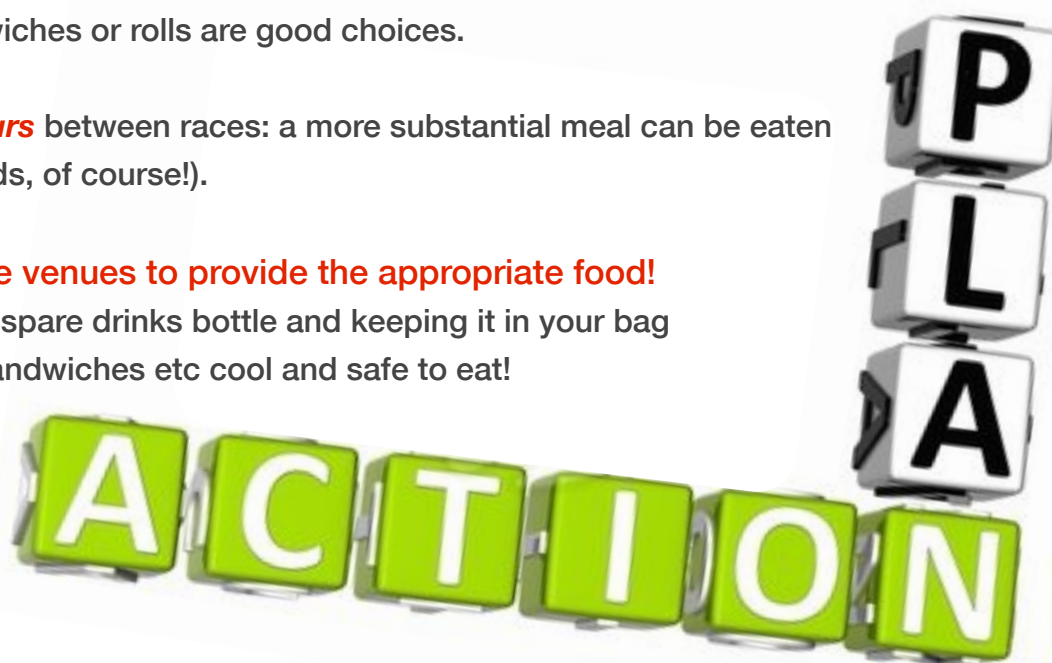 wiches or rolls are good choices.
urs between races: a more substantial meal can be eaten
ds, of course!).
e venues to provide the appropriate food!
spare drinks bottle and keeping it in your bag
andwiches etc cool and safe to eat!
P
L
A
ACTION